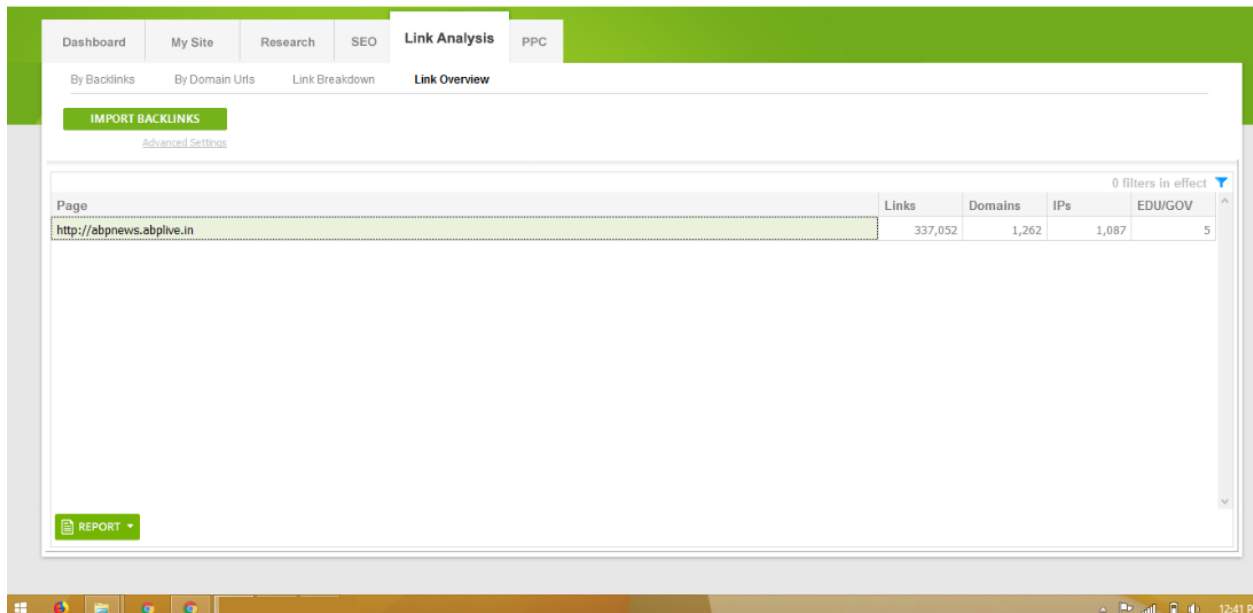 Dashboard My Site Research SEO Link Analysis PPC
By Backlinks By Domain Urls Link Breakdown Link Overview
IMPORT BACKLINKS
Advanced Settings
0 filters in effect
Page Links Domains IPs EDU/GOV
http://abpnews.abplive.in 337,052 1,262 1,087 5
REPORT
12:41 P